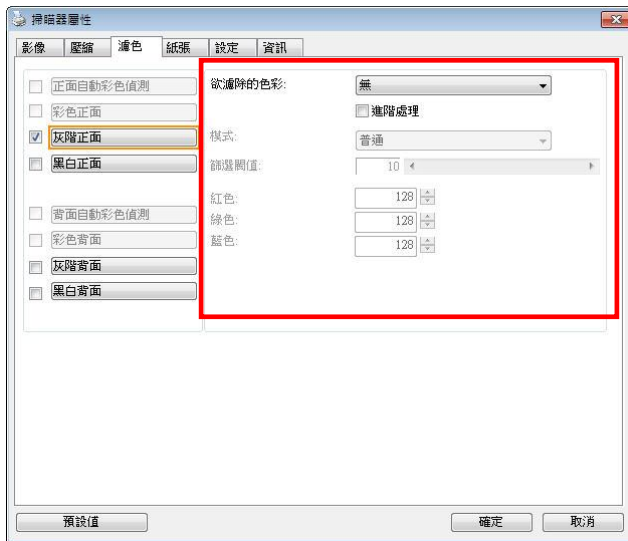 掃瞄器屬性
影像 壓縮 濾色 紙張 設定 資訊
正面自動彩色偵測
彩色正面
灰階正面
黑白正面
背面自動彩色偵測
彩色背面
灰階背面
黑白背面
欲濾除的色彩: 無
進階處理
模式: 普通
篩選閥值: 10
紅色: 128
綠色: 128
藍色: 128
預設值 確定 取消